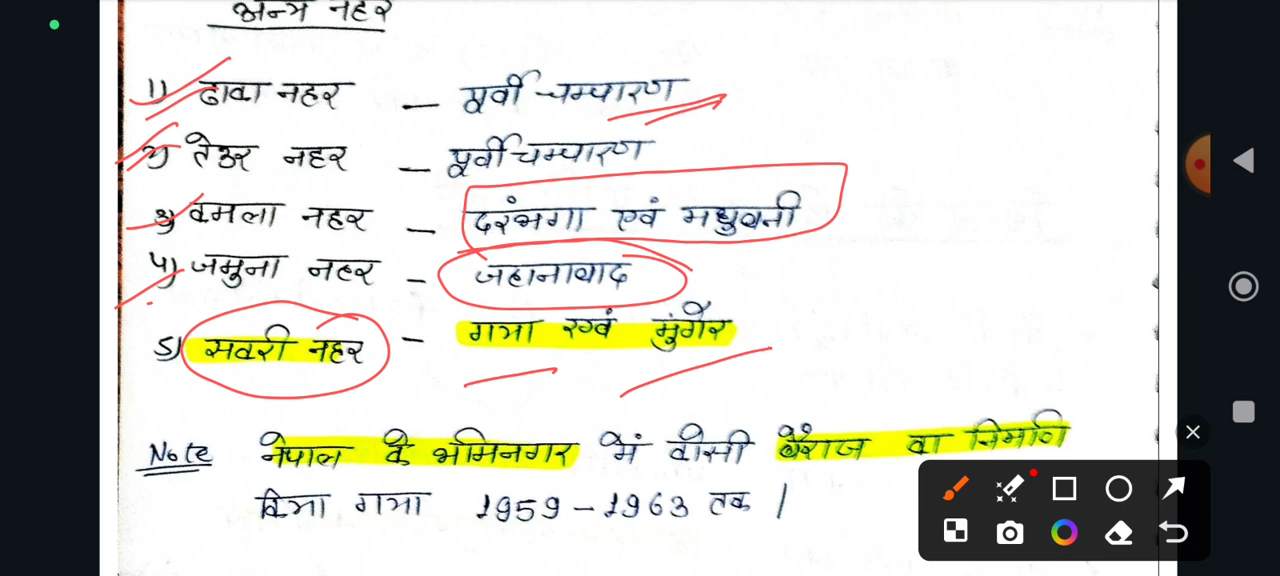 अन्य नहर
1) ढाका नहर – पूर्वी चम्पारण
2) तेउर नहर – पूर्वी चम्पारण
3) कमला नहर – दरभंगा एवं मधुबनी
4) जमुना नहर – जहानाबाद
5) सकरी नहर – गया एवं मुंगेर
Note नेपाल के भीमनगर में कोसी बैराज का निर्माण
किया गया 1959 – 1963 तक |